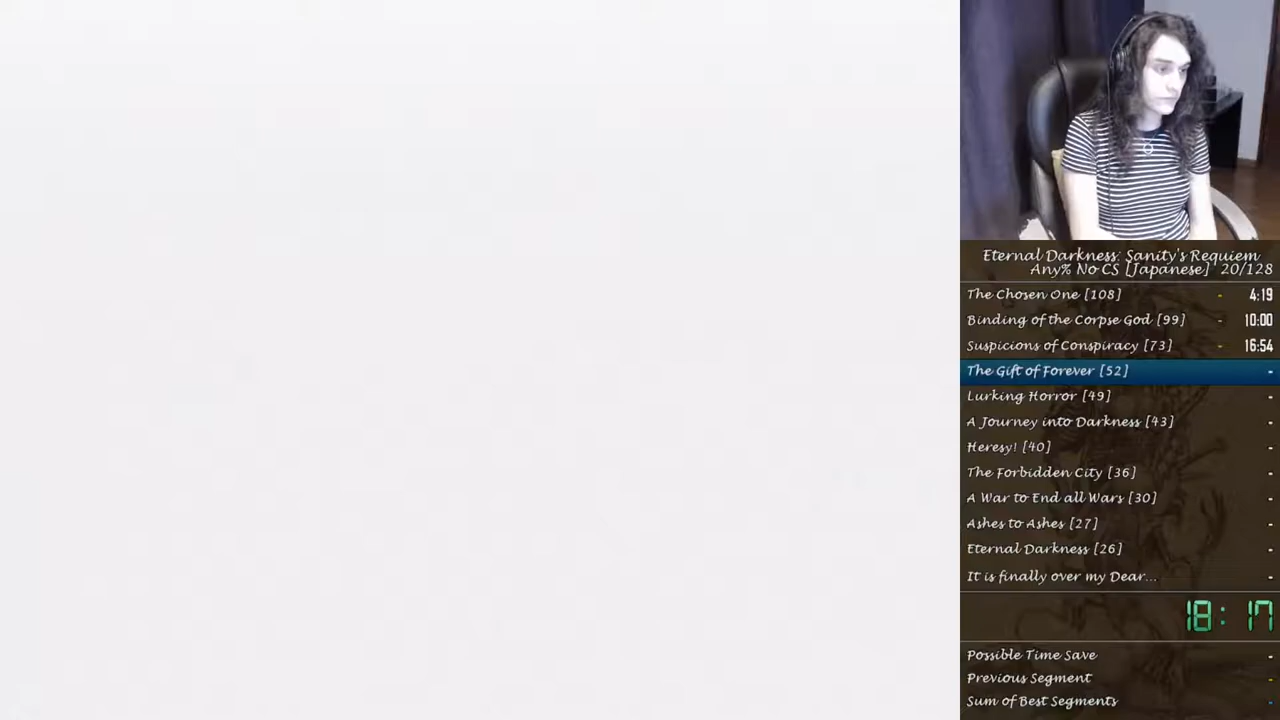 Eternal Darkness: Sanity's Requiem
Any% No CS [Japanese] 20/128
The Chosen One [108] - 4:19
Binding of the Corpse God [99] - 10:00
Suspicions of Conspiracy [73] - 16:54
The Gift of Forever [52] -
Lurking Horror [49] -
A Journey into Darkness [43] -
Heresy! [40] -
The Forbidden City [36] -
A War to End all Wars [30] -
Ashes to Ashes [27] -
Eternal Darkness [26] -
It is finally over my Dear... -
18:17
Possible Time Save -
Previous Segment -
Sum of Best Segments -